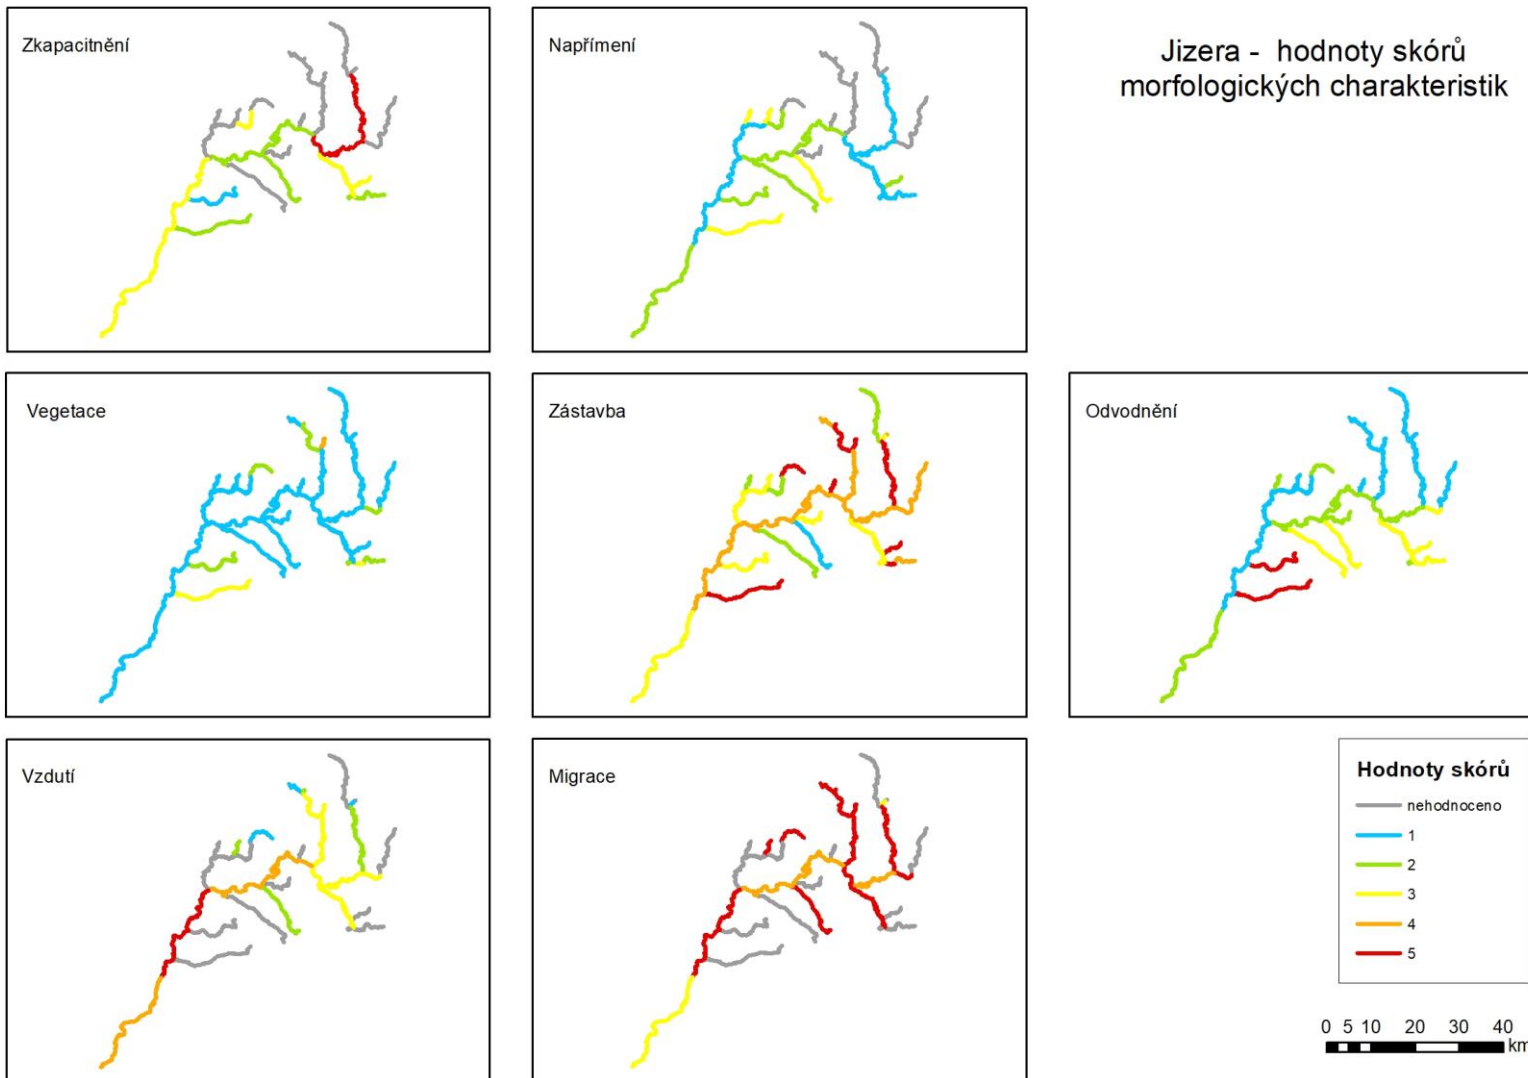 Zkapacitnění
Napřímení
Jizera - hodnoty skórů
morfologických charakteristik
Vegetace
Zástavba
Odvodnění
Vzdutí
Migrace
Hodnoty skórů
nehodnoceno
1
2
3
4
5
0 5 10 20 30 40
km